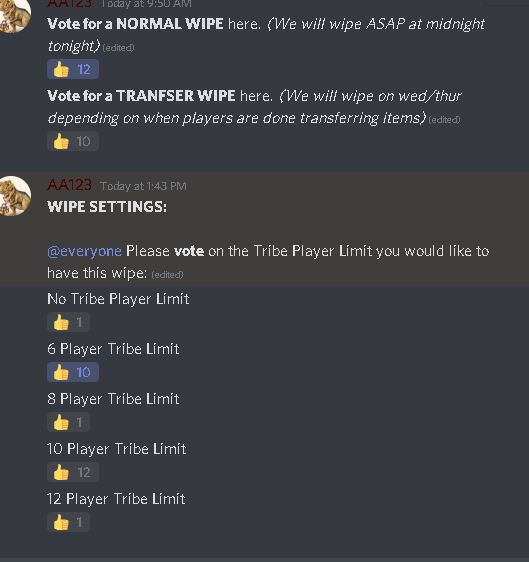 AA123 Today at 9:50 AM
Vote for a NORMAL WIPE here. (We will wipe ASAP at midnight
tonight) (edited)
12
Vote for a TRANFSER WIPE here. (We will wipe on wed/thur
depending on when players are done transferring items) (edited)
10
AA123 Today at 1:43 PM
WIPE SETTINGS:
@everyone Please vote on the Tribe Player Limit you would like to
have this wipe: (edited)
No Tribe Player Limit
1
6 Player Tribe Limit
10
8 Player Tribe Limit
1
10 Player Tribe Limit
12
12 Player Tribe Limit
1